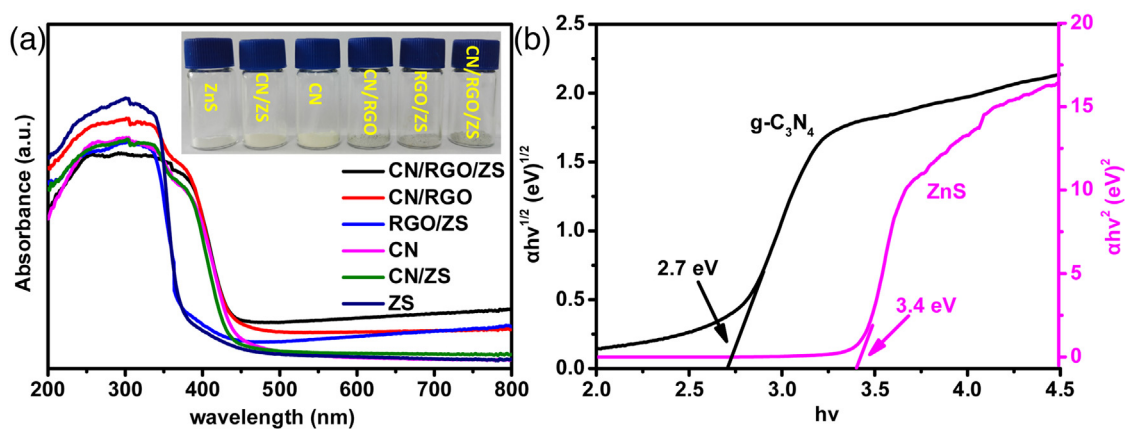 (a)
ZnS
CN/ZS
CN
CN/RGO
RGO/ZS
CN/RGO/ZS
CN/RGO/ZS
CN/RGO
RGO/ZS
CN
CN/ZS
ZS
Absorbance (a.u.)
200 300 400 500 600 700 800
wavelength (nm)
(b)
2.5
2.0
1.5
1.0
0.5
0.0
αhv^1/2 (eV)^1/2
g-C₃N₄
ZnS
2.7 eV
3.4 eV
20
15
10
5
0
αhv² (eV)²
2.0 2.5 3.0 3.5 4.0 4.5
hv